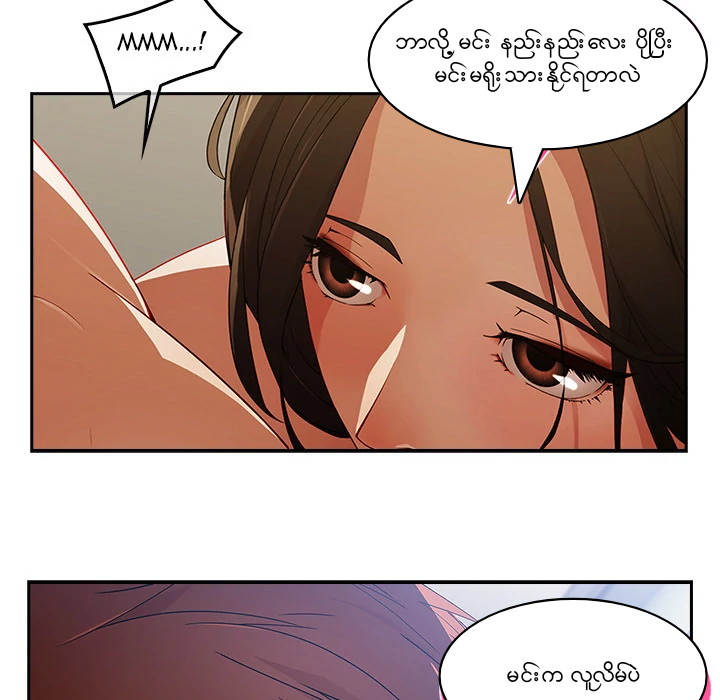 MMM...!
ဘာလို့ မင်း နည်းနည်းလေး ပိုပြီး
မင်းမရိုးသားနိုင်ရတာလဲ
မင်းက လူလိမ်ပဲ